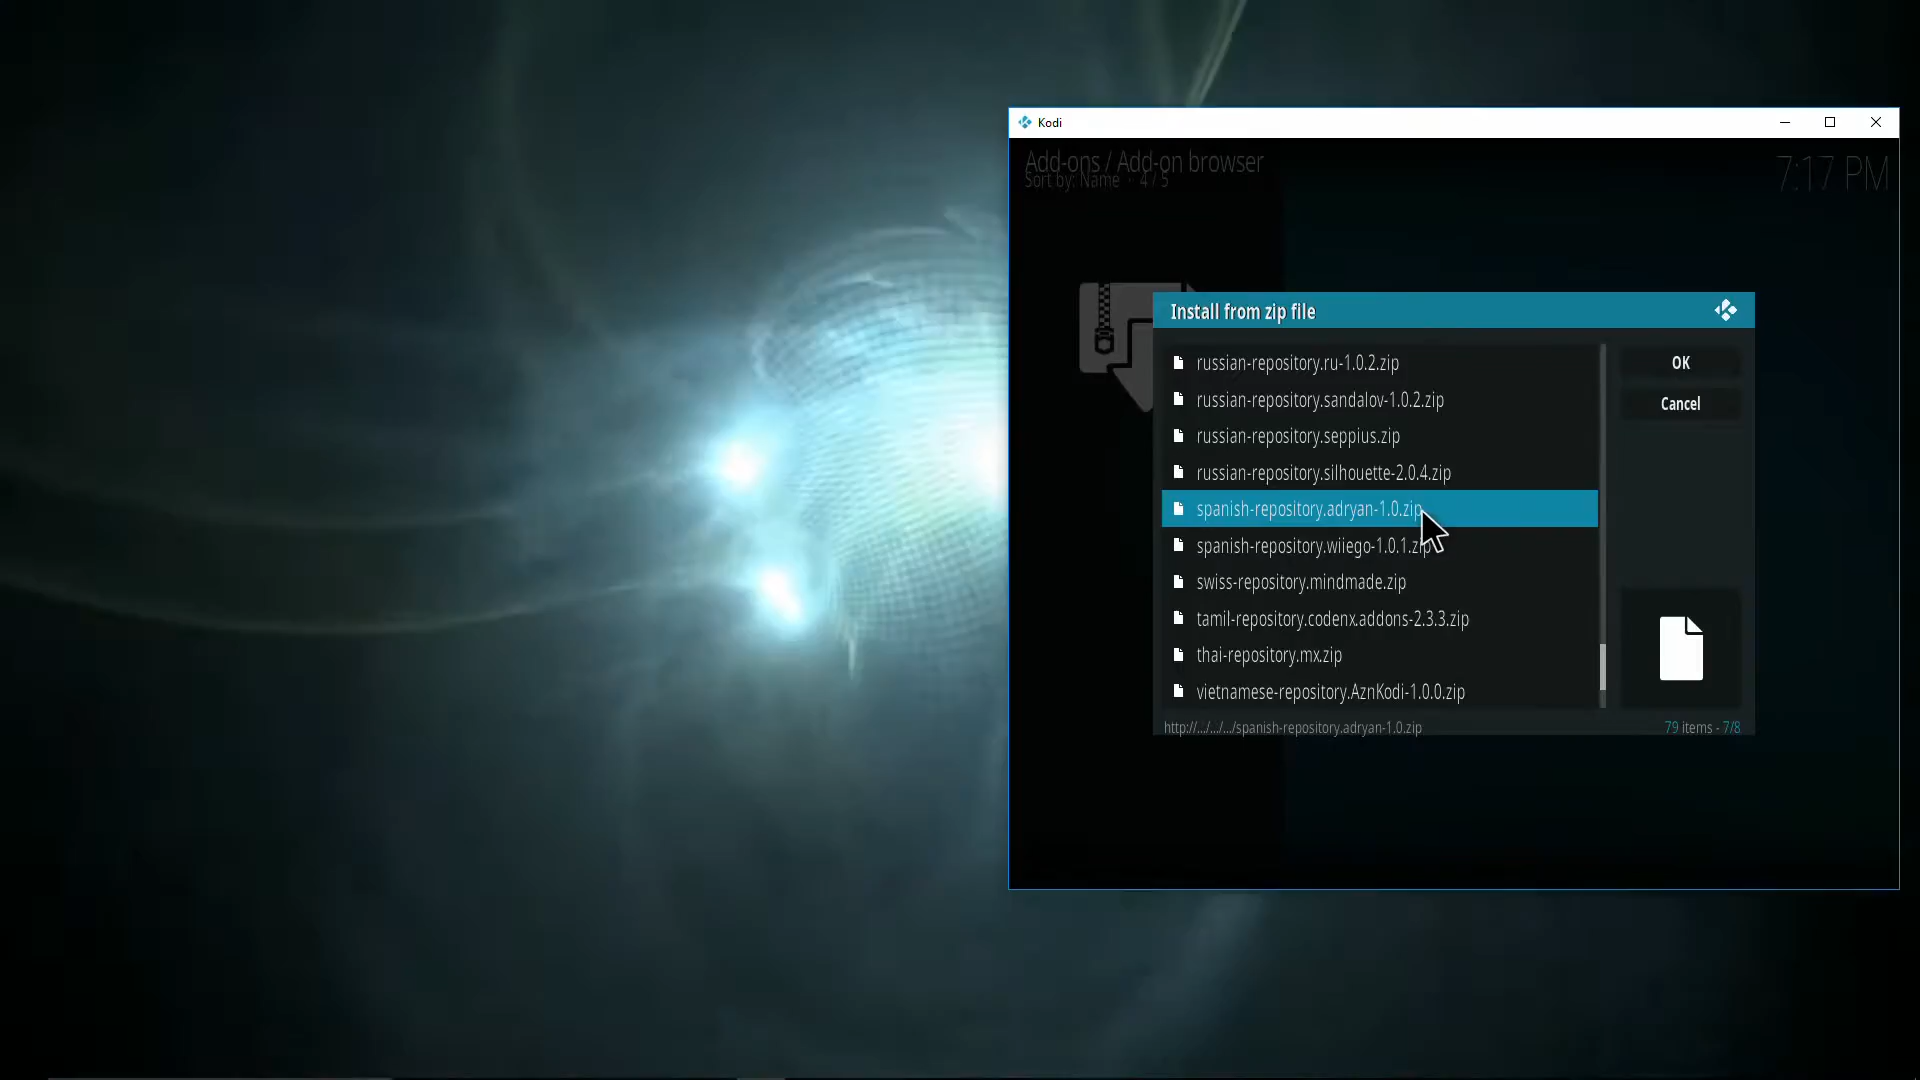 Kodi
Add-ons / Add-on browser
Sort by: Name · 4 / 5
7:17 PM
Install from zip file
russian-repository.ru-1.0.2.zip
russian-repository.sandalov-1.0.2.zip
russian-repository.seppius.zip
russian-repository.silhouette-2.0.4.zip
spanish-repository.adryan-1.0.zip
spanish-repository.wiiego-1.0.1.zip
swiss-repository.mindmade.zip
tamil-repository.codenx.addons-2.3.3.zip
thai-repository.mx.zip
vietnamese-repository.AznKodi-1.0.0.zip
OK
Cancel
http://.../.../.../spanish-repository.adryan-1.0.zip
79 items - 7/8